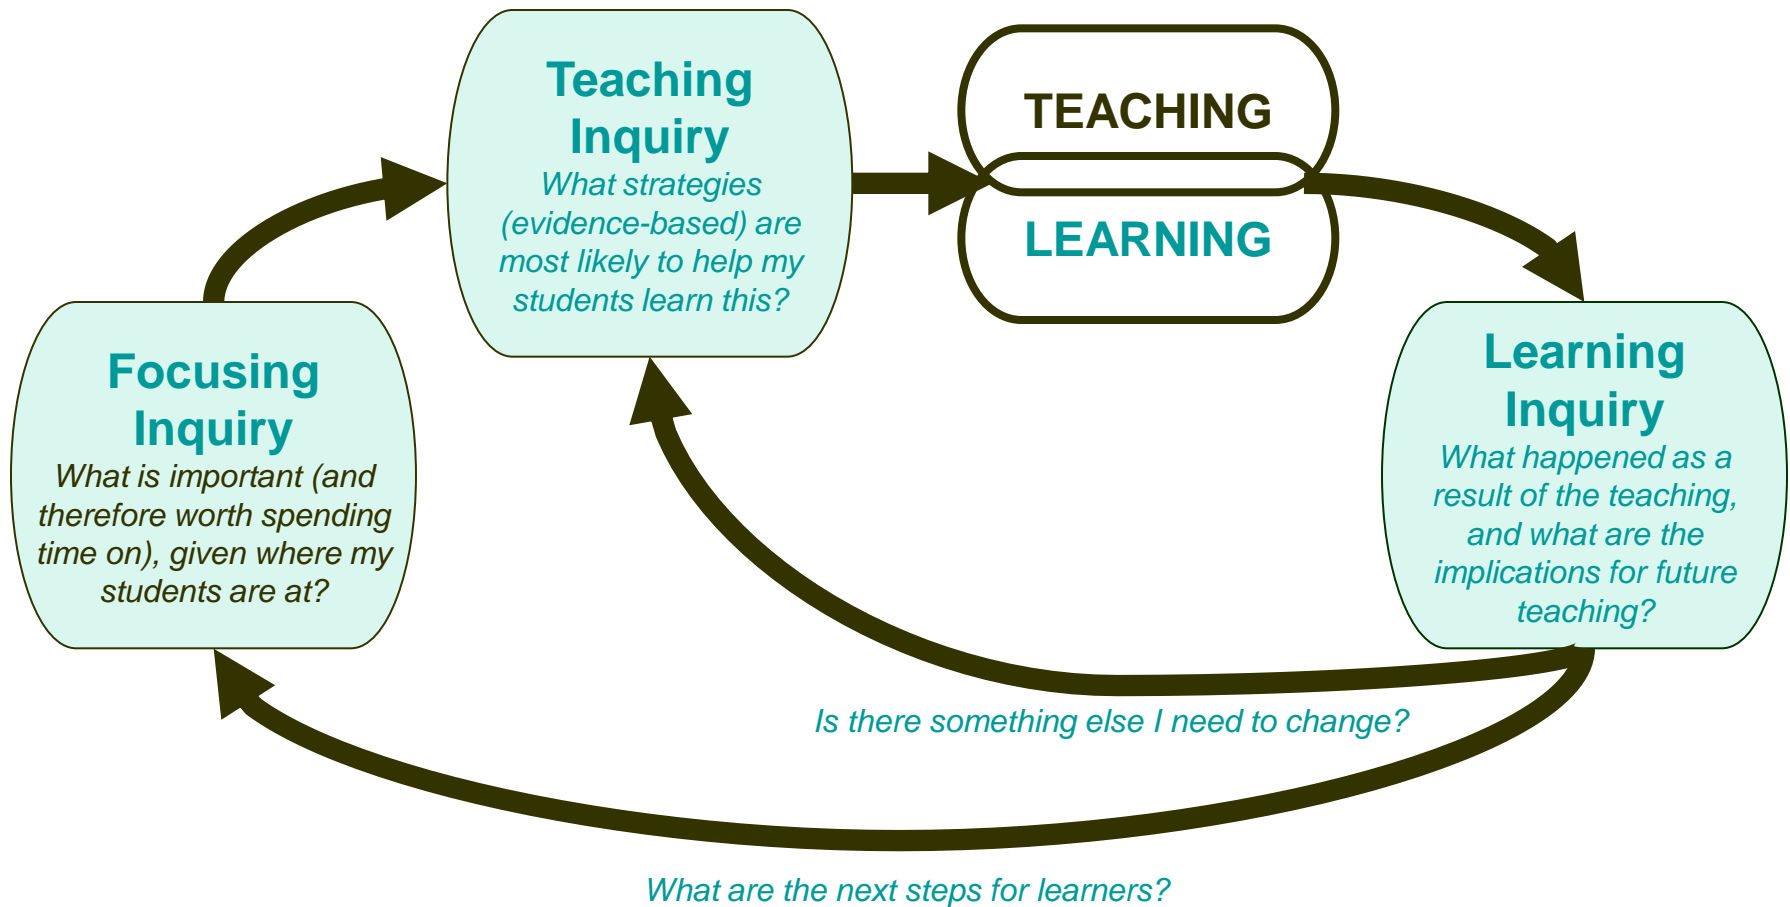 Focusing
Inquiry
What is important (and
therefore worth spending
time on), given where my
students are at?
Teaching
Inquiry
What strategies
(evidence-based) are
most likely to help my
students learn this?
TEACHING
LEARNING
Learning
Inquiry
What happened as a
result of the teaching,
and what are the
implications for future
teaching?
Is there something else I need to change?
What are the next steps for learners?